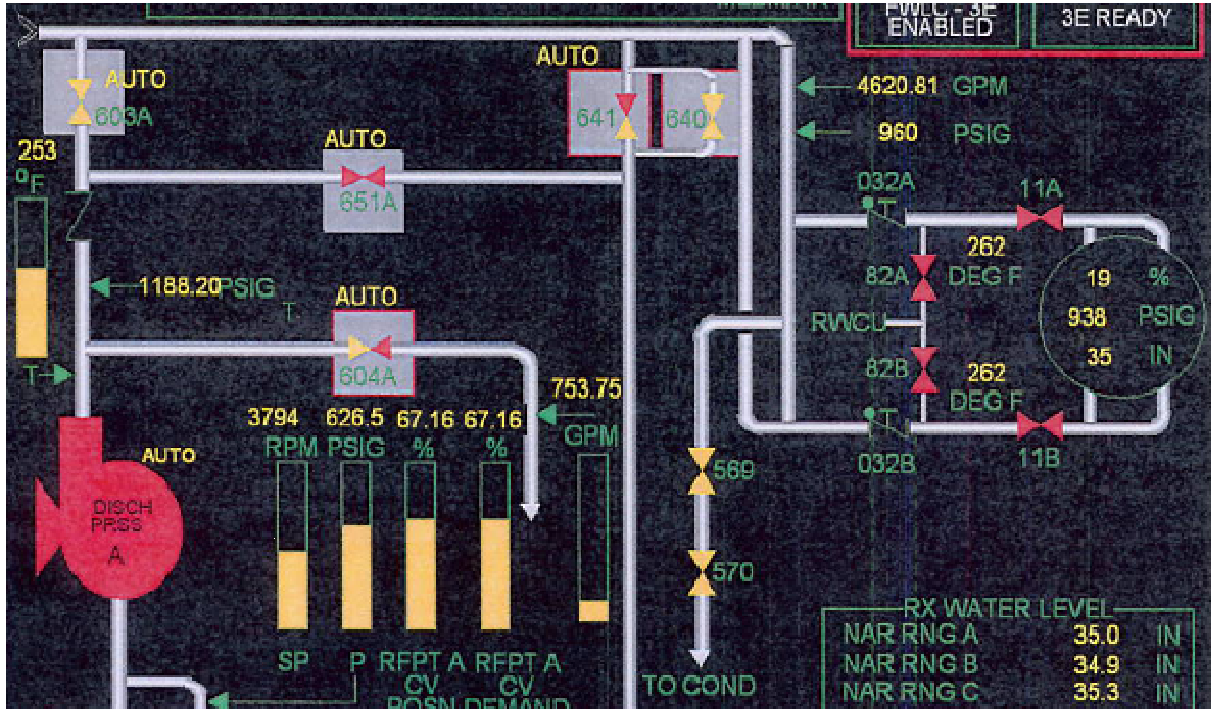 FWLC - 3E
ENABLED
3E READY
AUTO
603A
AUTO
641
640
4620.81 GPM
960 PSIG
253
°F
AUTO
651A
032A
11A
262
DEG F
82A
19 %
938 PSIG
35 IN
1188.20 PSIG
T
AUTO
604A
RWCU
82B
262
DEG F
T
753.75
GPM
3794 626.5 67.16 67.16
RPM PSIG % %
032B
11B
AUTO
DISCH
PRSS
A
569
570
SP P RFPT A RFPT A
CV CV
POSN DEMAND
TO COND
RX WATER LEVEL
NAR RNG A 35.0 IN
NAR RNG B 34.9 IN
NAR RNG C 35.3 IN